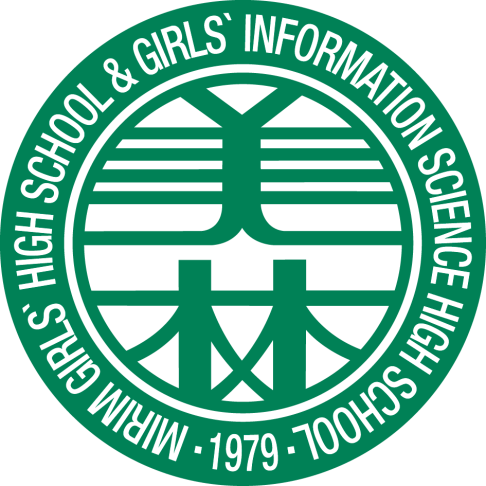 MIRIM GIRLS` HIGH SCHOOL & GIRLS` INFORMATION SCIENCE HIGH SCHOOL
· 1979 ·
美林